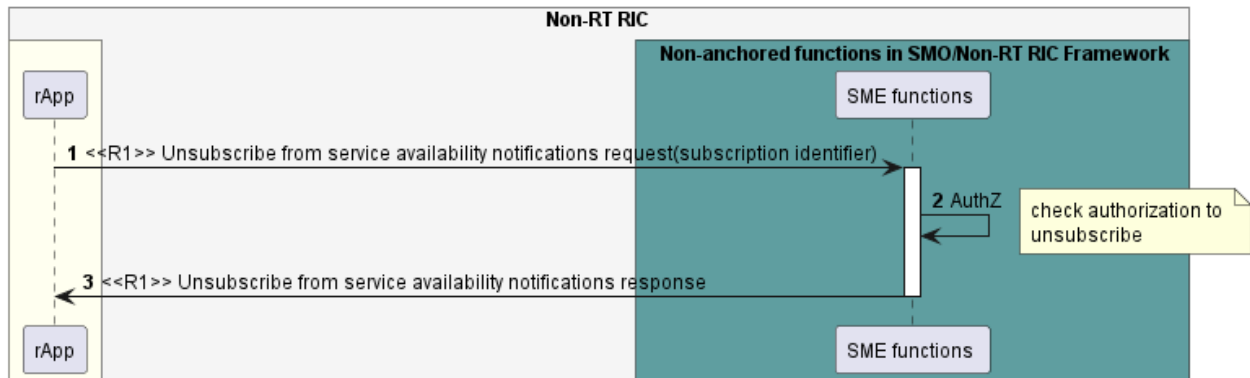 Non-RT RIC
Non-anchored functions in SMO/Non-RT RIC Framework
rApp
SME functions
1 <<R1>> Unsubscribe from service availability notifications request(subscription identifier)
2 AuthZ
check authorization to
unsubscribe
3 <<R1>> Unsubscribe from service availability notifications response
rApp
SME functions